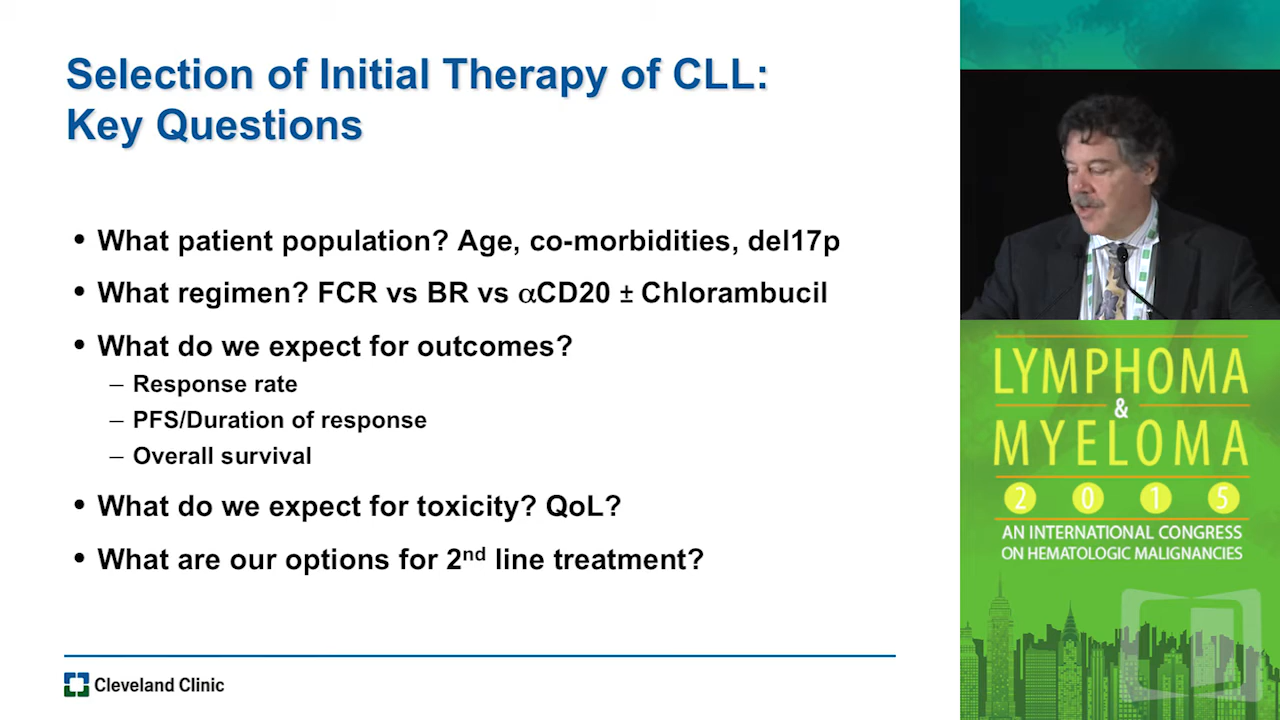 Selection of Initial Therapy of CLL:
Key Questions
• What patient population? Age, co-morbidities, del17p
• What regimen? FCR vs BR vs αCD20 ± Chlorambucil
• What do we expect for outcomes?
– Response rate
– PFS/Duration of response
– Overall survival
• What do we expect for toxicity? QoL?
• What are our options for 2nd line treatment?
Cleveland Clinic
LYMPHOMA
&
MYELOMA
2 0 1 5
AN INTERNATIONAL CONGRESS
ON HEMATOLOGIC MALIGNANCIES